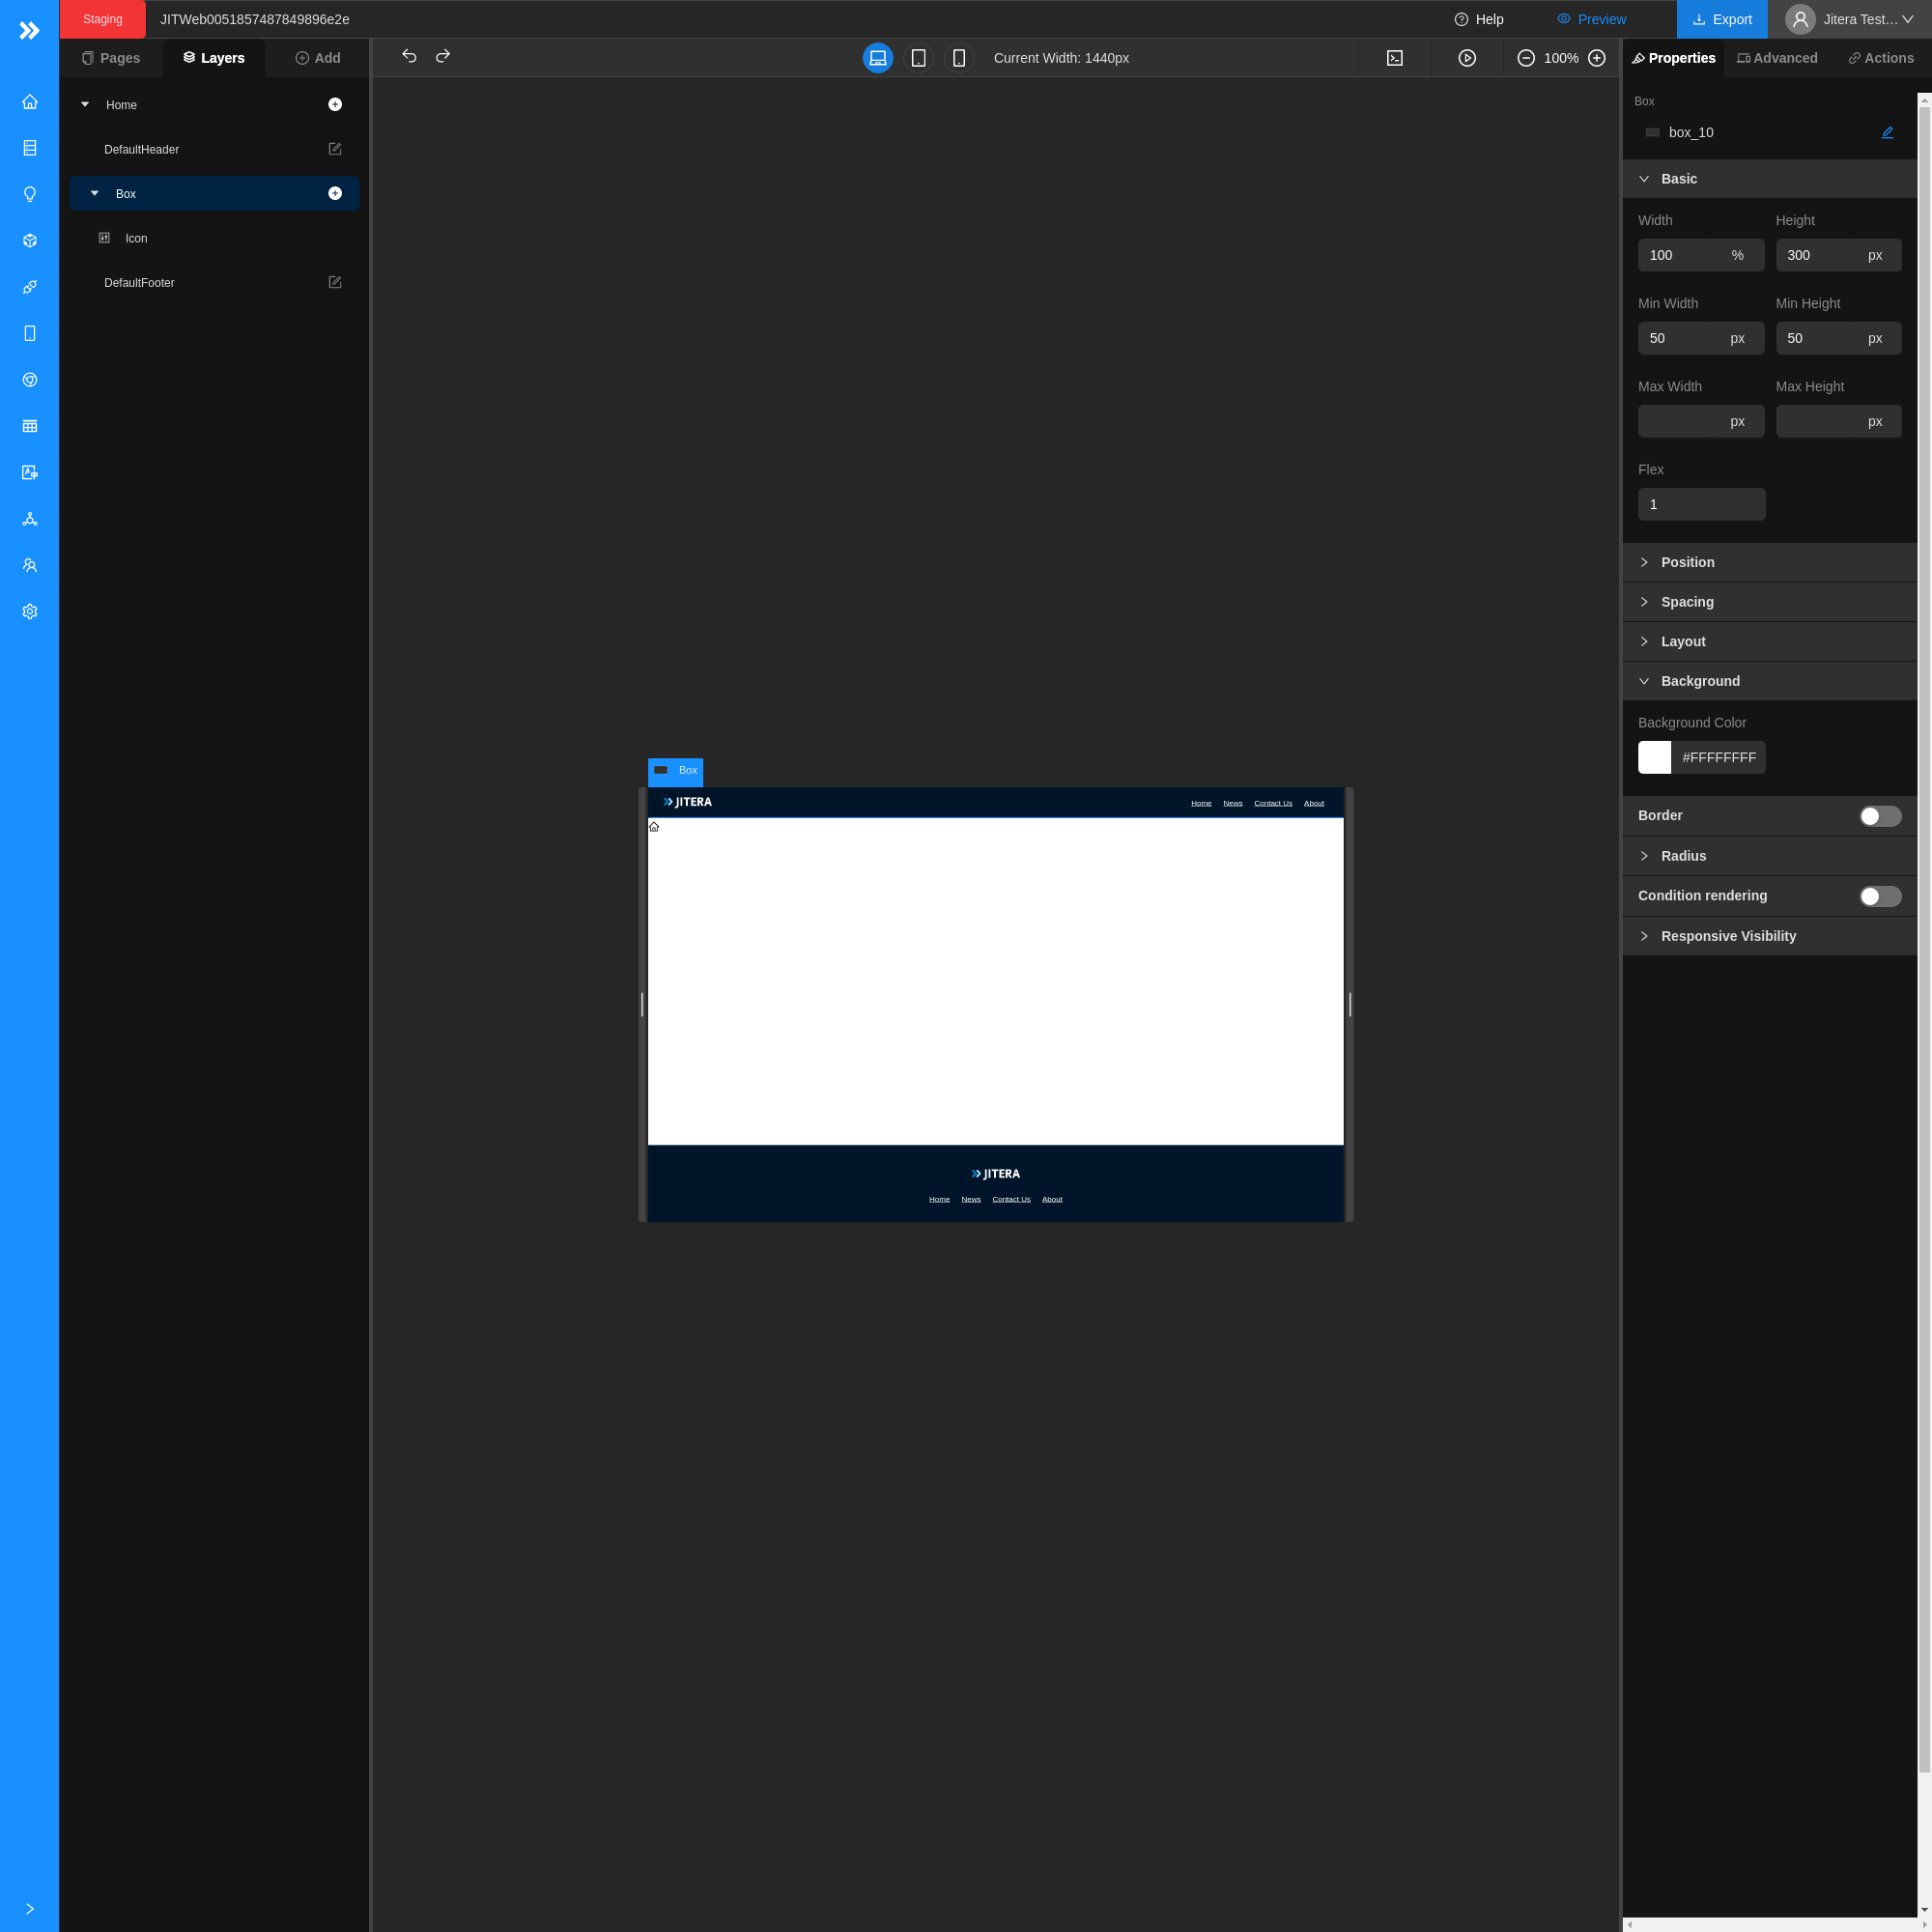 Staging
JITWeb0051857487849896e2e
Help
Preview
Export
Jitera Test...
Pages
Layers
Add
Current Width: 1440px
100%
Properties
Advanced
Actions
Home
DefaultHeader
Box
Icon
DefaultFooter
Box
JITERA
Home News Contact Us About
JITERA
Home News Contact Us About
Box
box_10
Basic
Width Height
100 % 300 px
Min Width Min Height
50 px 50 px
Max Width Max Height
px px
Flex
1
Position
Spacing
Layout
Background
Background Color
#FFFFFFFF
Border
Radius
Condition rendering
Responsive Visibility